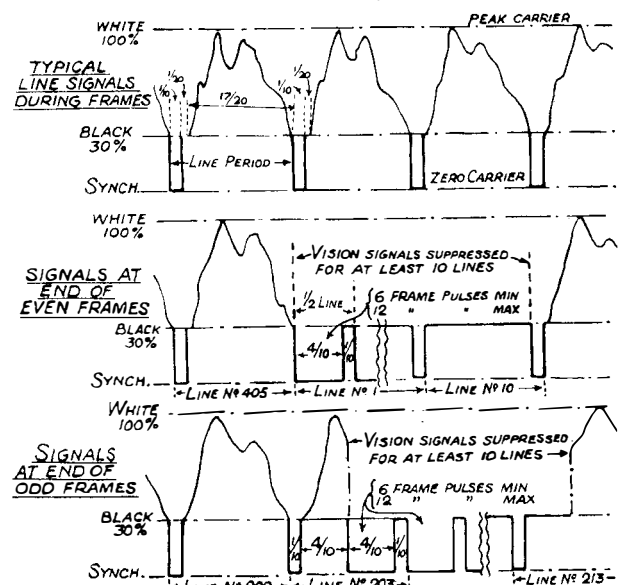 WHITE
100%
PEAK CARRIER
TYPICAL
LINE SIGNALS
DURING FRAMES
1/10
1/20
17/20
1/10
1/20
BLACK
30%
LINE PERIOD
SYNCH.
ZERO CARRIER
WHITE
100%
VISION SIGNALS SUPPRESSED
FOR AT LEAST 10 LINES
SIGNALS AT
END OF
EVEN FRAMES
1/2 LINE
6 FRAME PULSES MIN
12 " " MAX
BLACK
30%
4/10
1/10
SYNCH.
LINE Nº 405
LINE Nº 1
LINE Nº 10
WHITE
100%
VISION SIGNALS SUPPRESSED
FOR AT LEAST 10 LINES
SIGNALS
AT END OF
ODD FRAMES
6 FRAME PULSES MIN
12 " " MAX
BLACK
30%
1/10
4/10
4/10
1/10
LINE Nº 203
LINE Nº 213